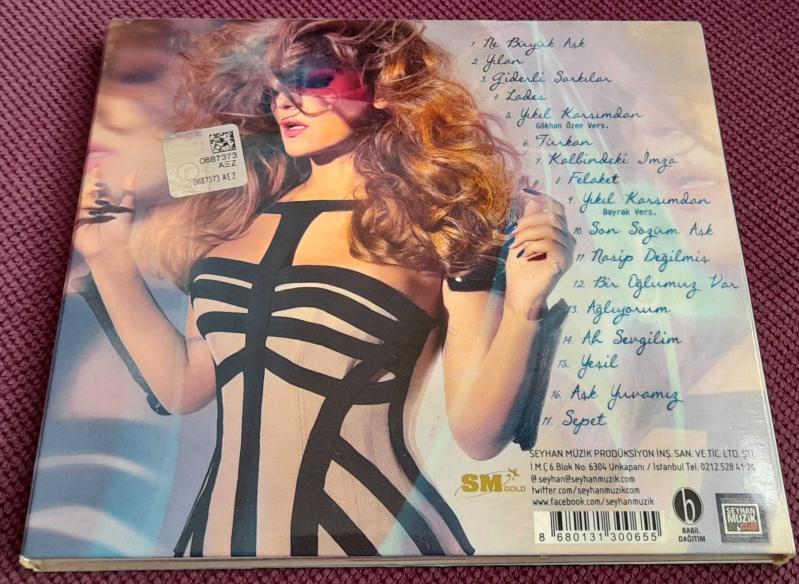 1. Ne Büyük Aşk
2. Yılan
3. Giderli Şarkılar
4. Lades
5. Yıkıl Karşımdan
Gökhan Özen Vers.
6. Türkan
7. Kalbindeki İmza
8. Felaket
9. Yıkıl Karşımdan
Bayrak Vers.
10. Son Sözüm Aşk
11. Nasip Değilmiş
12. Bir Oğlumuz Var
13. Ağlıyorum
14. Ah Sevgilim
15. Yeşil
16. Aşk Yuvamız
17. Sepet
0687373
AEZ
0687373 AEZ
SEYHAN MÜZİK PRODÜKSİYON İNŞ. SAN. VE TİC. LTD. ŞTİ.
İ.M.Ç 6.Blok No: 6304 Unkapanı / İstanbul Tel: 0212.528 41 24
@.seyhan@seyhanmuzik.com
twitter.com/seyhanmuzikcom
www.facebook.com/seyhanmuzik
SM GOLD
8 680131 300655
b
BABİL
DAĞITIM
SEYHAN
MÜZİK